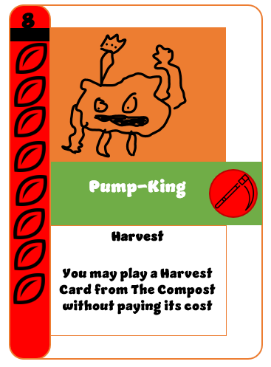 8
Pump-King
Harvest
You may play a Harvest
Card from The Compost
without paying its cost